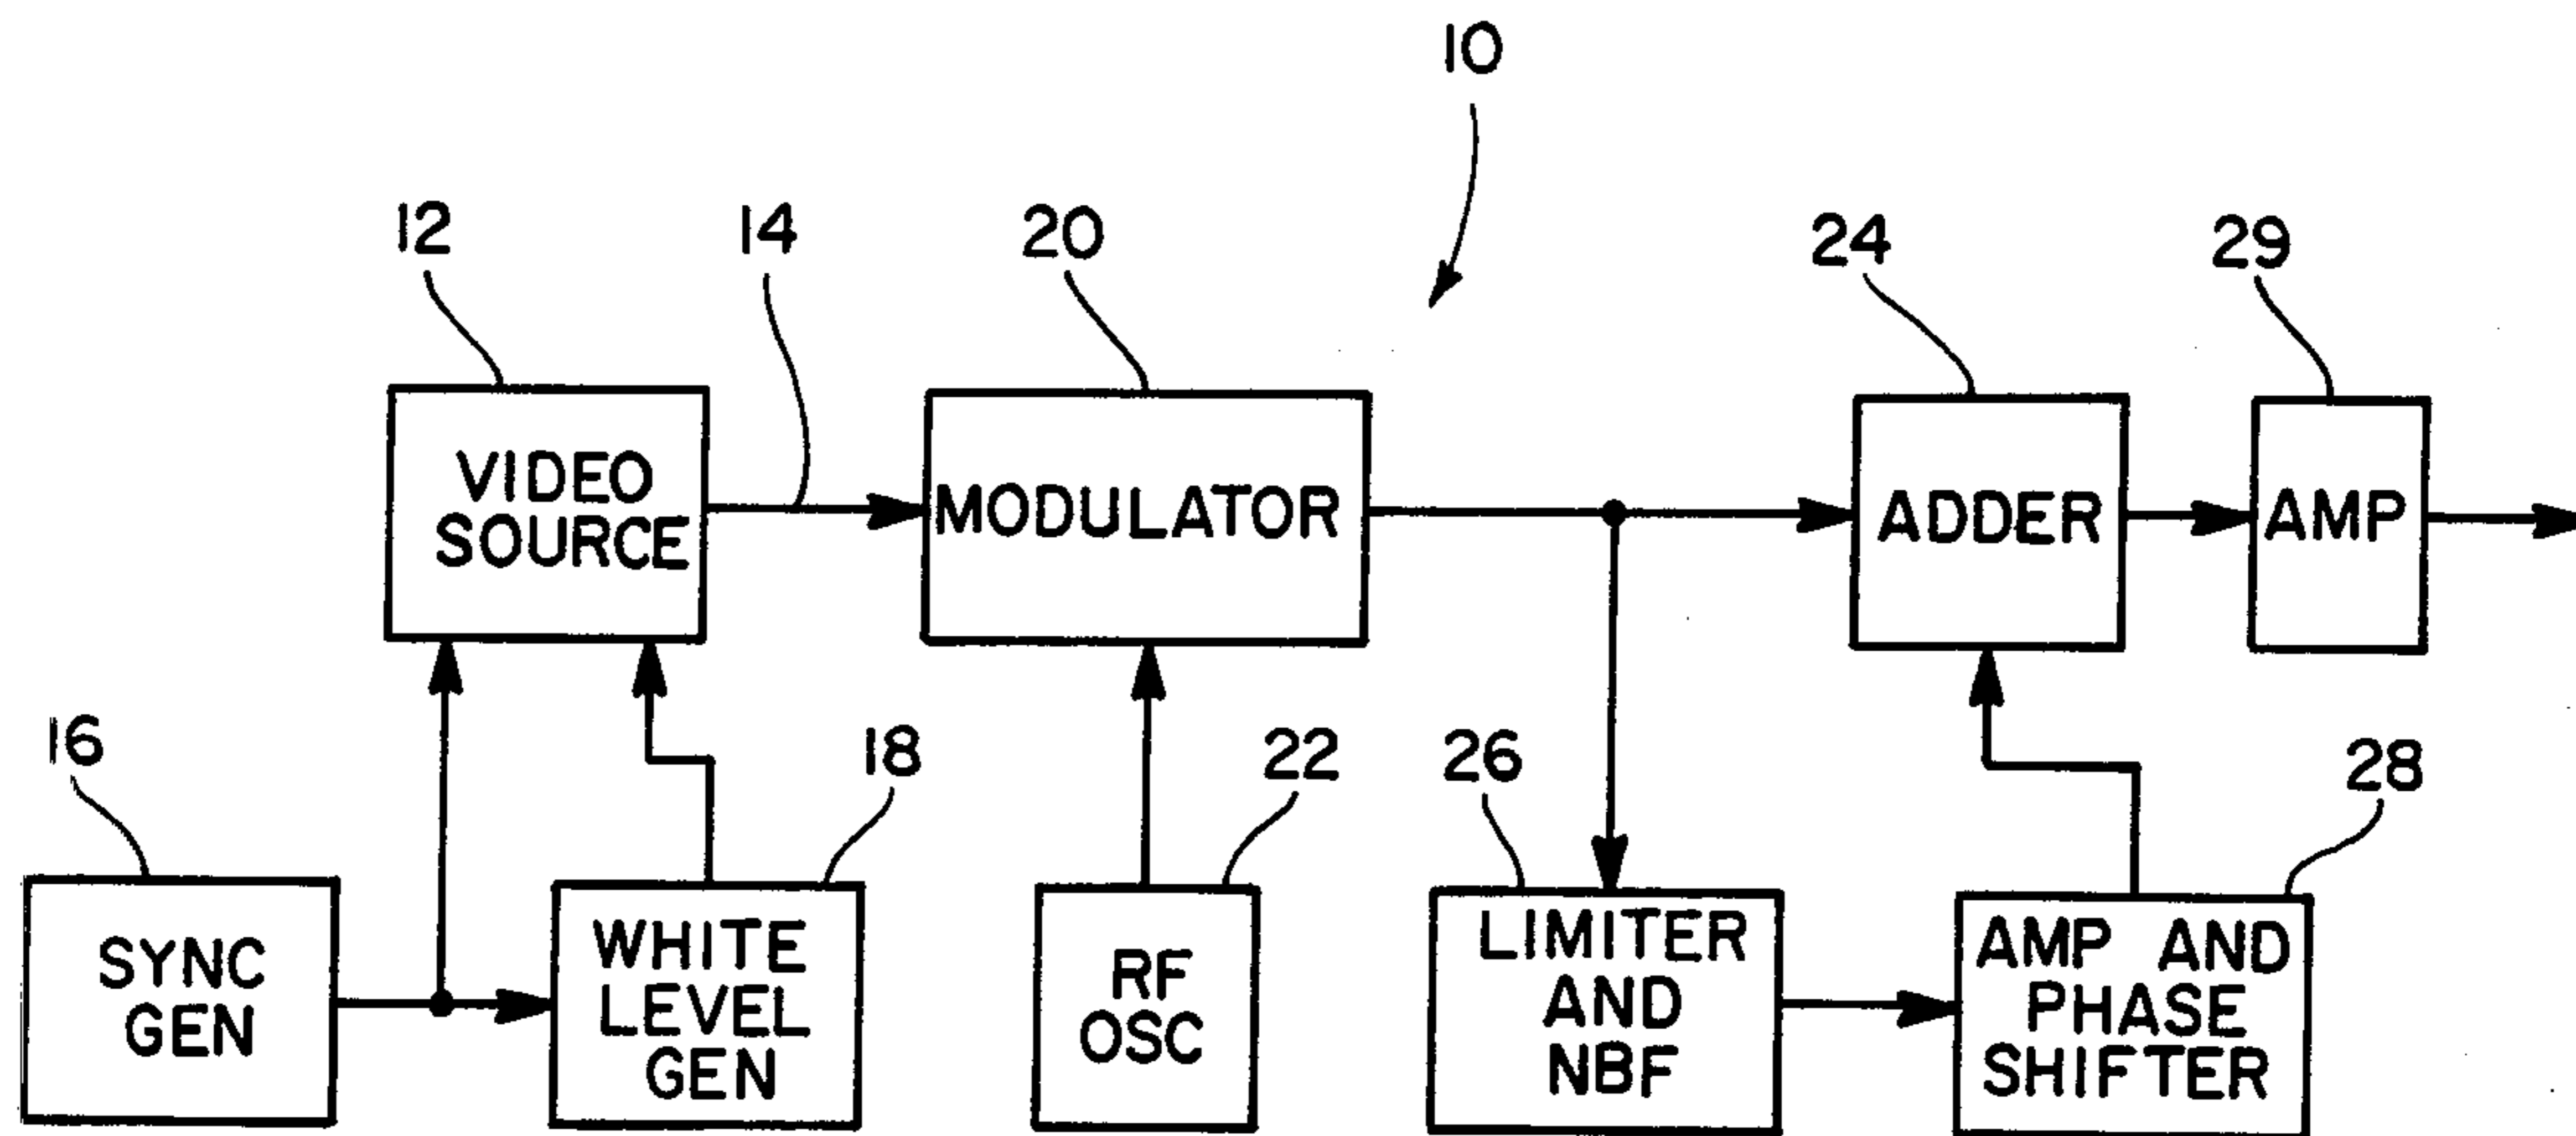 10
12
14
20
24
29
VIDEO
SOURCE
MODULATOR
ADDER
AMP
16
18
22
26
28
SYNC
GEN
WHITE
LEVEL
GEN
RF
OSC
LIMITER
AND
NBF
AMP AND
PHASE
SHIFTER